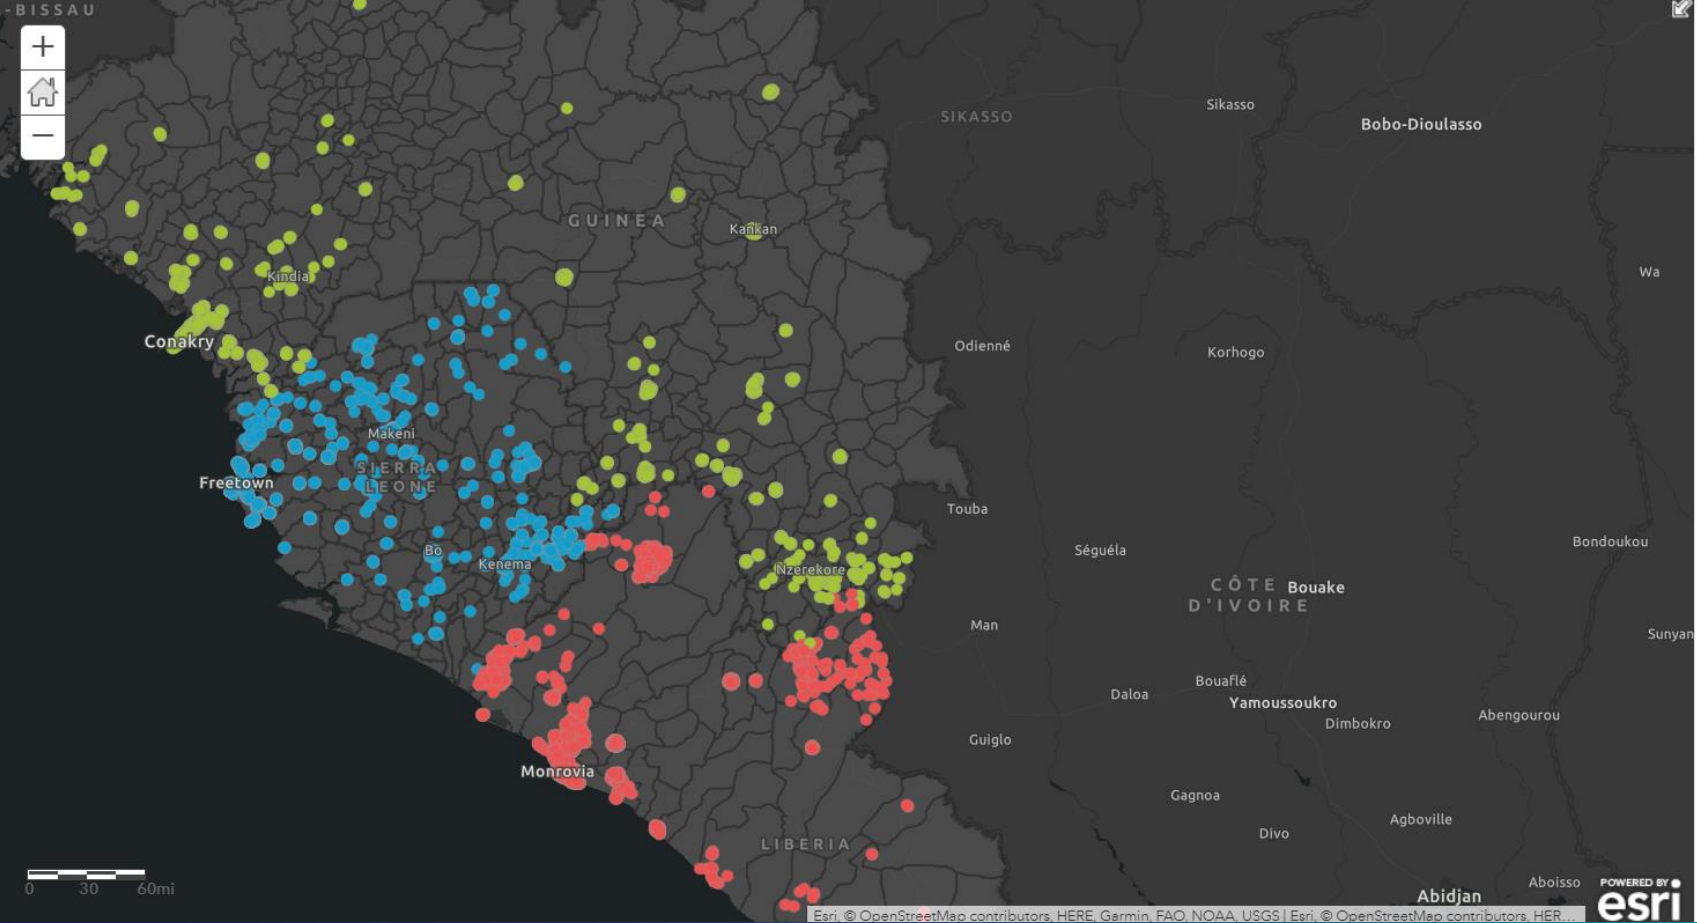 -BISSAU
+
−
SIKASSO
Sikasso
Bobo-Dioulasso
GUINEA
Kankan
Kindia
Wa
Conakry
Odienné
Korhogo
Makeni
SIERRA
LEONE
Freetown
Touba
Bo
Kenema
Nzerekore
Séguéla
Bondoukou
CÔTE
D'IVOIRE
Bouake
Man
Sunyan
Daloa
Bouaflé
Yamoussoukro
Dimbokro
Abengourou
Guiglo
Monrovia
Gagnoa
Agboville
Divo
LIBERIA
0 30 60mi
Abidjan
Aboisso
POWERED BY
esri
Esri, © OpenStreetMap contributors, HERE, Garmin, FAO, NOAA, USGS | Esri, © OpenStreetMap contributors, HER...